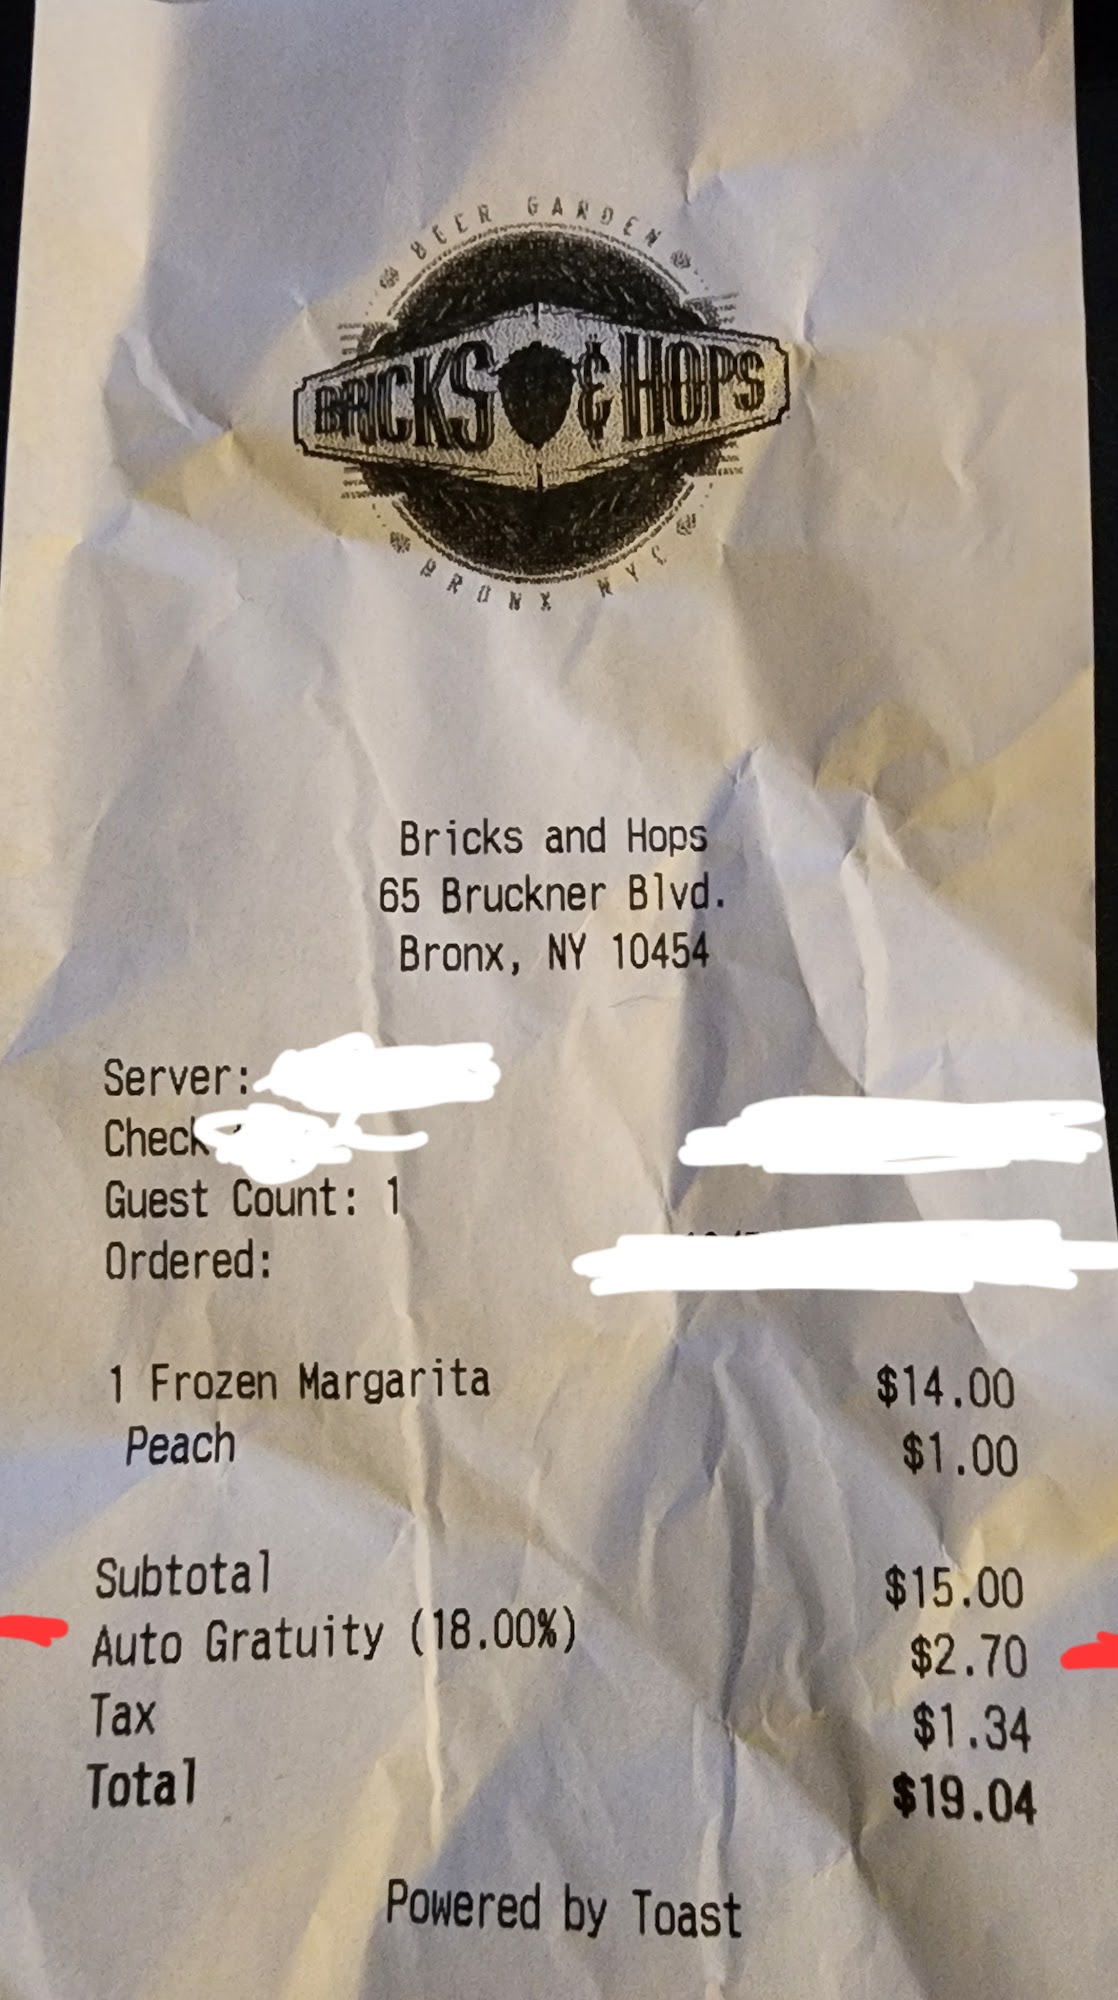 BEER GARDEN
BRICKS & HOPS
BRONX NYC
Bricks and Hops
65 Bruckner Blvd.
Bronx, NY 10454
Server:
Check
Guest Count: 1
Ordered:
1 Frozen Margarita $14.00
Peach $1.00
Subtotal $15.00
Auto Gratuity (18.00%) $2.70
Tax $1.34
Total $19.04
Powered by Toast